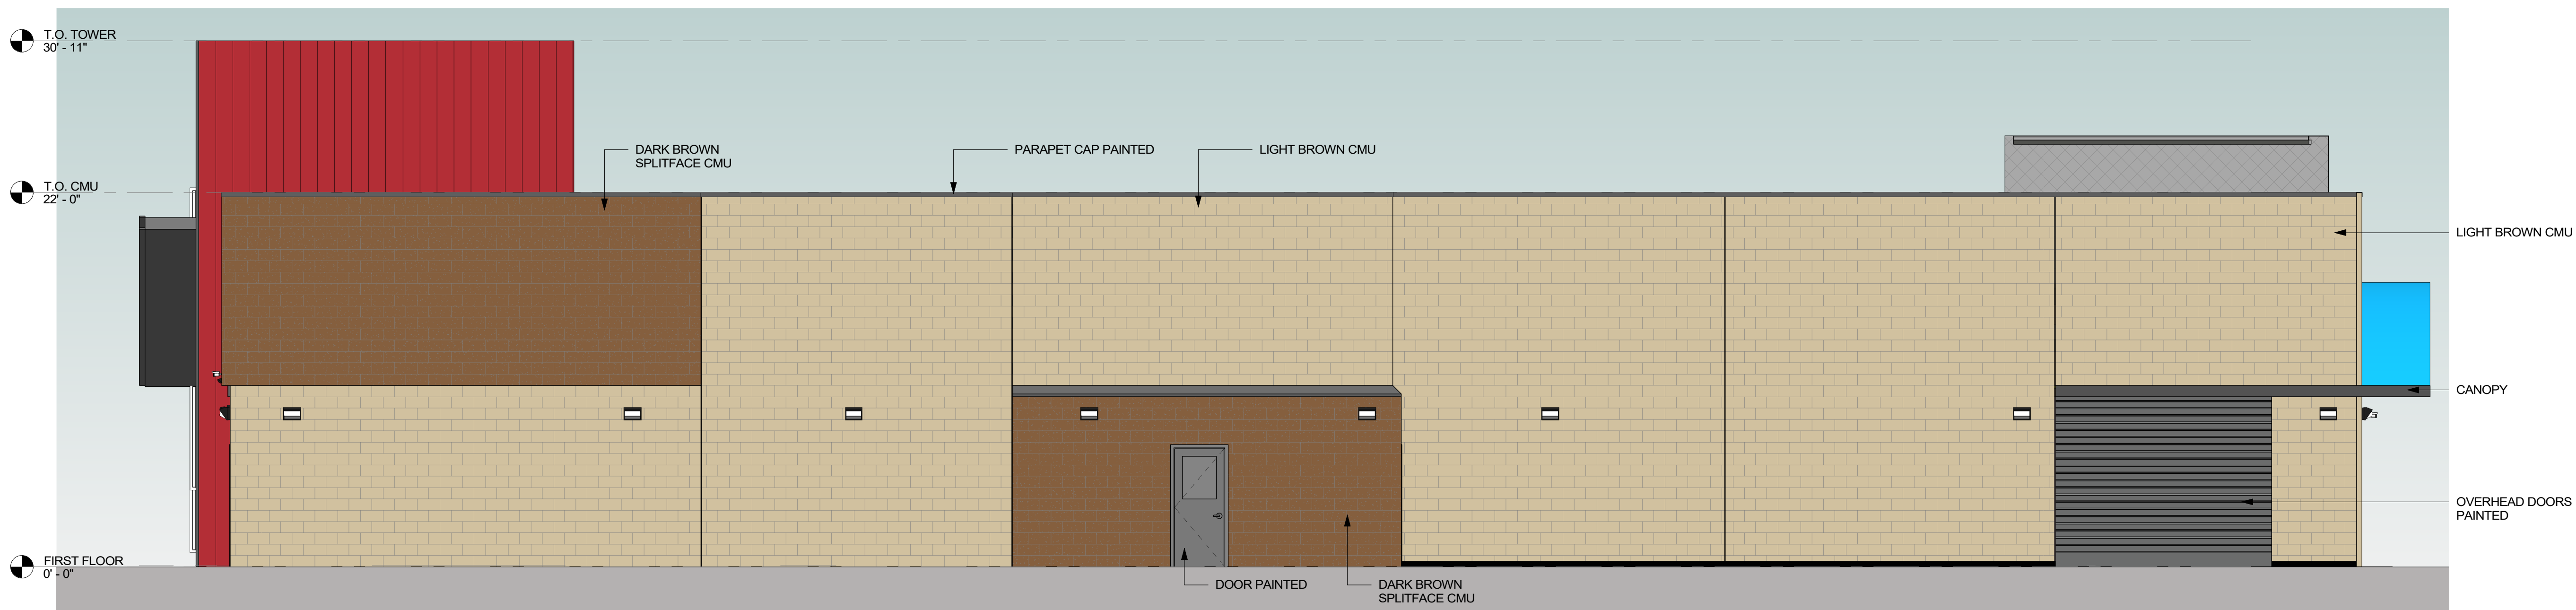 T.O. TOWER
30' - 11"
DARK BROWN
SPLITFACE CMU
PARAPET CAP PAINTED
LIGHT BROWN CMU
T.O. CMU
22' - 0"
LIGHT BROWN CMU
CANOPY
OVERHEAD DOORS
PAINTED
FIRST FLOOR
0' - 0"
DOOR PAINTED
DARK BROWN
SPLITFACE CMU